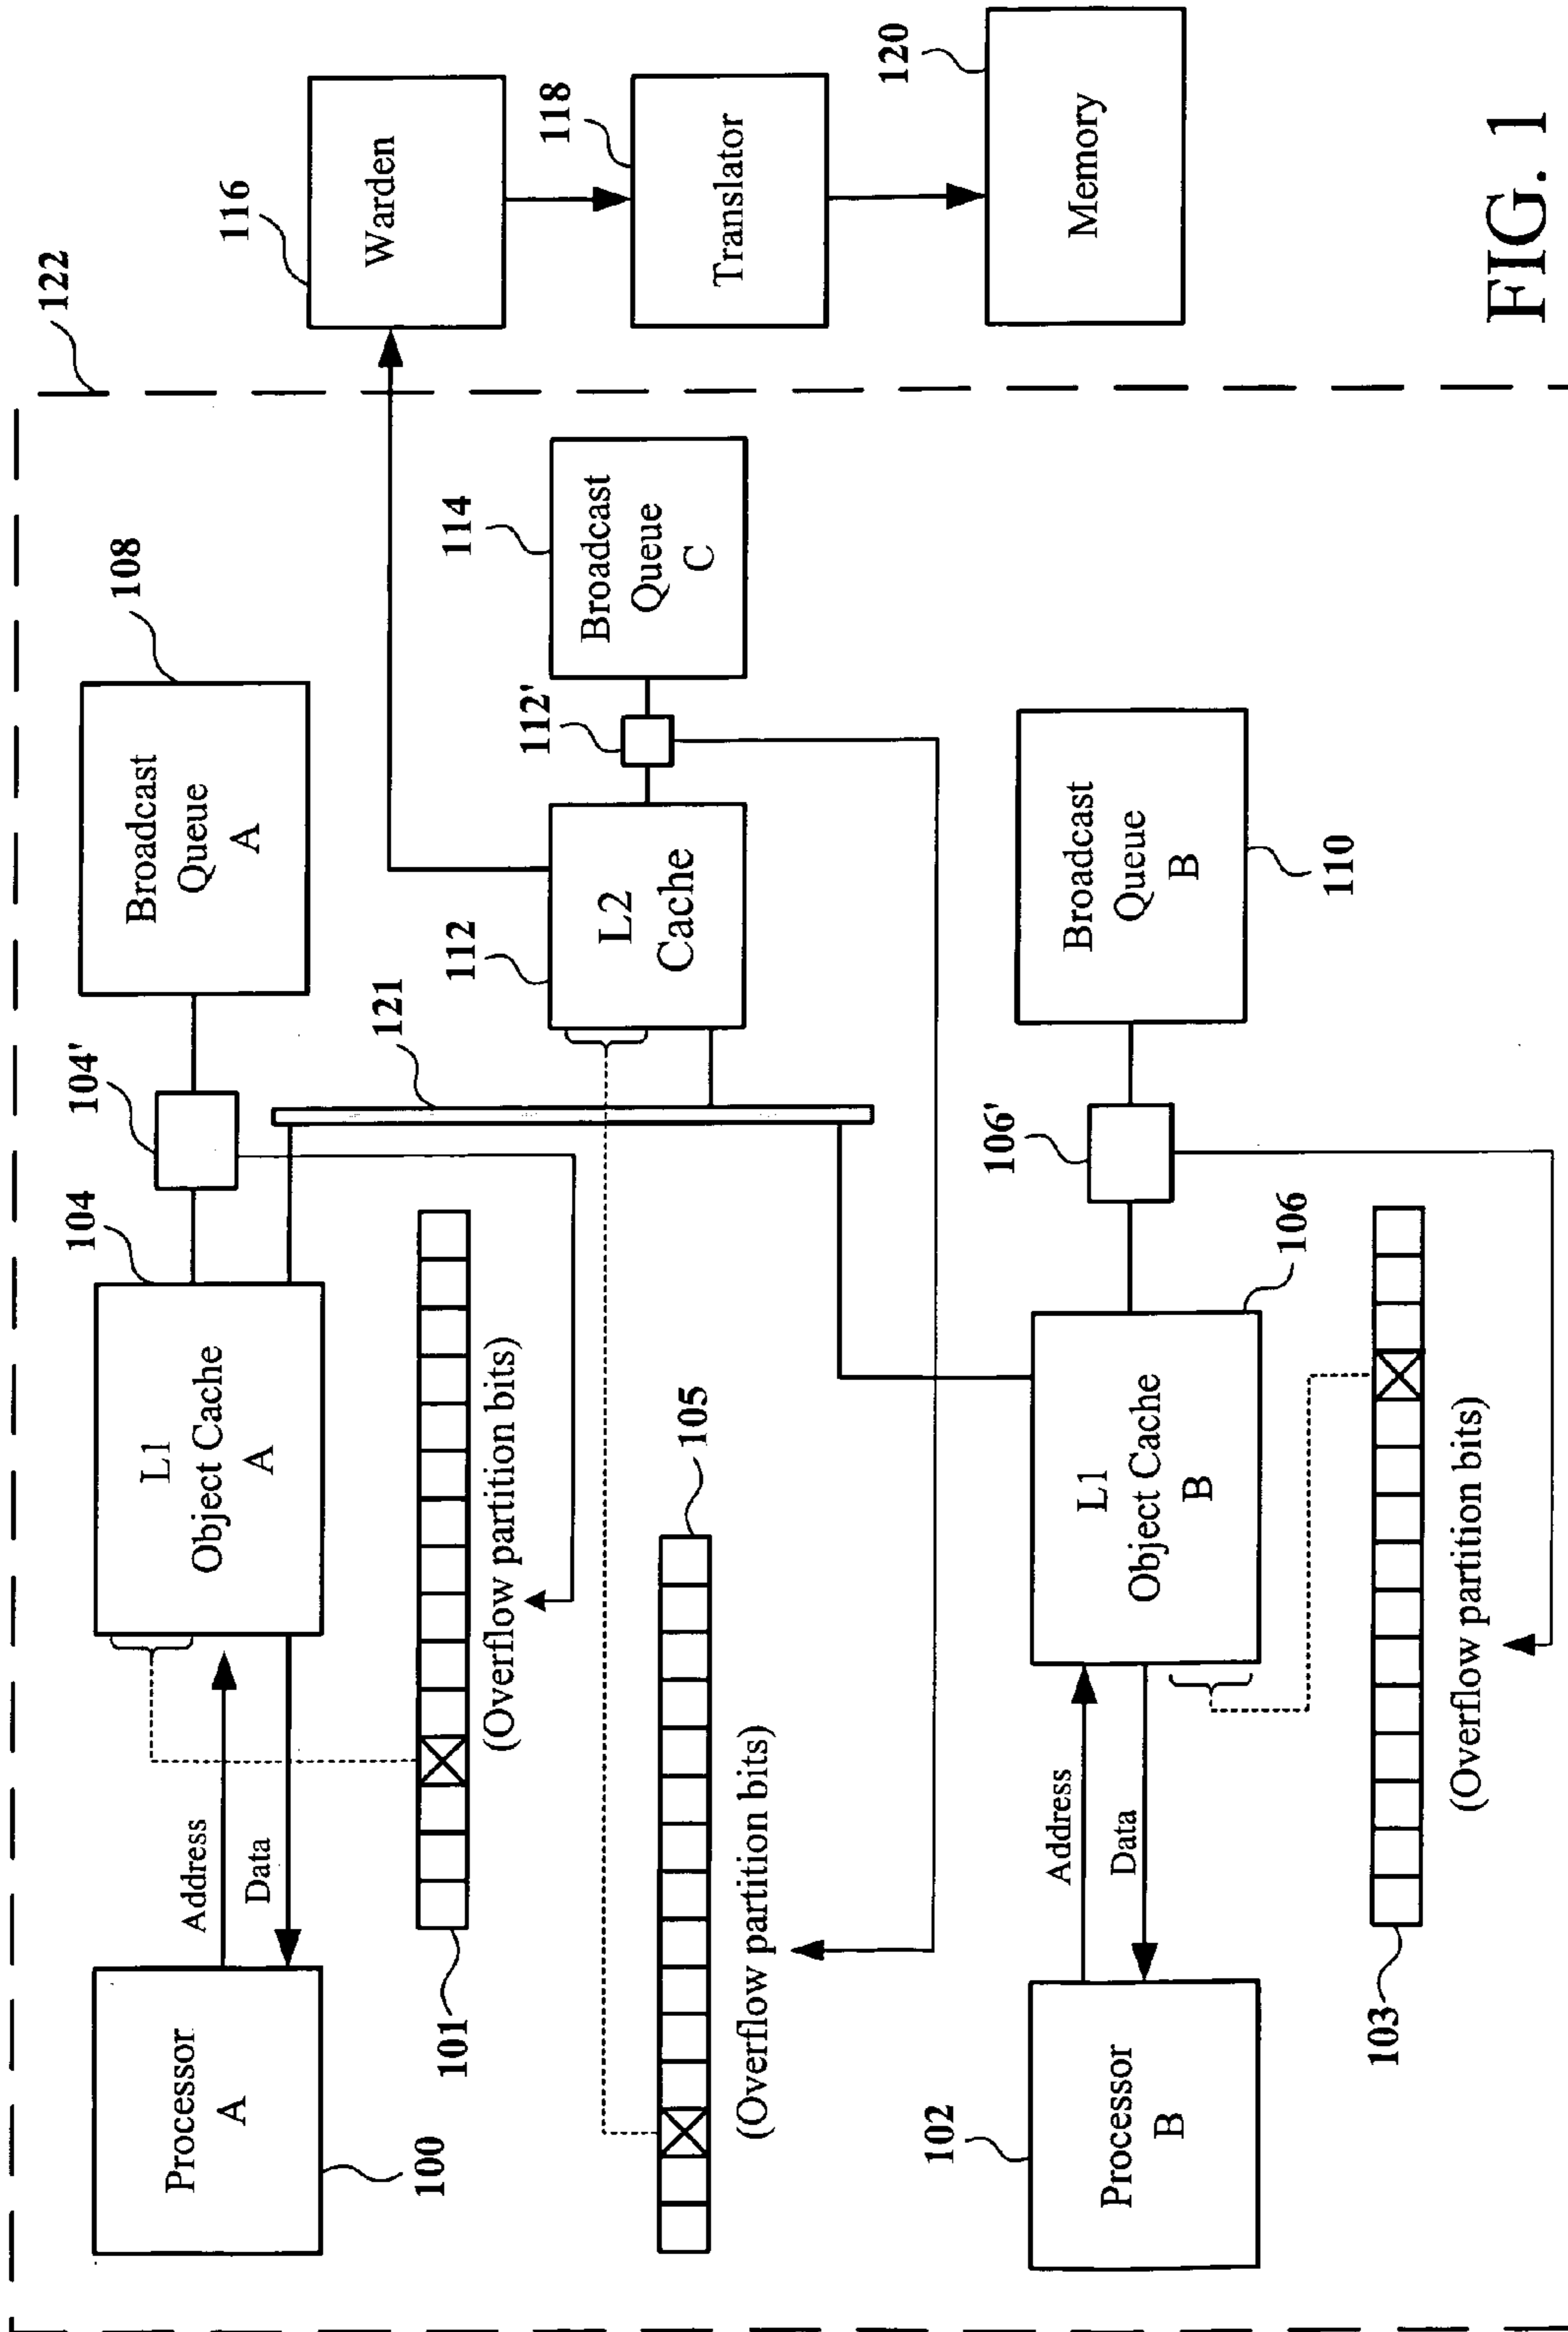 122
108
104'
104
Broadcast
Queue
A
L1
Object Cache
A
Address
Data
Processor
A
100
101
(Overflow partition bits)
116
Warden
118
Translator
120
Memory
121
112
L2
Cache
112'
114
Broadcast
Queue
C
105
(Overflow partition bits)
102
Processor
B
Address
Data
L1
Object Cache
B
106
106'
Broadcast
Queue
B
110
103
(Overflow partition bits)
FIG. 1